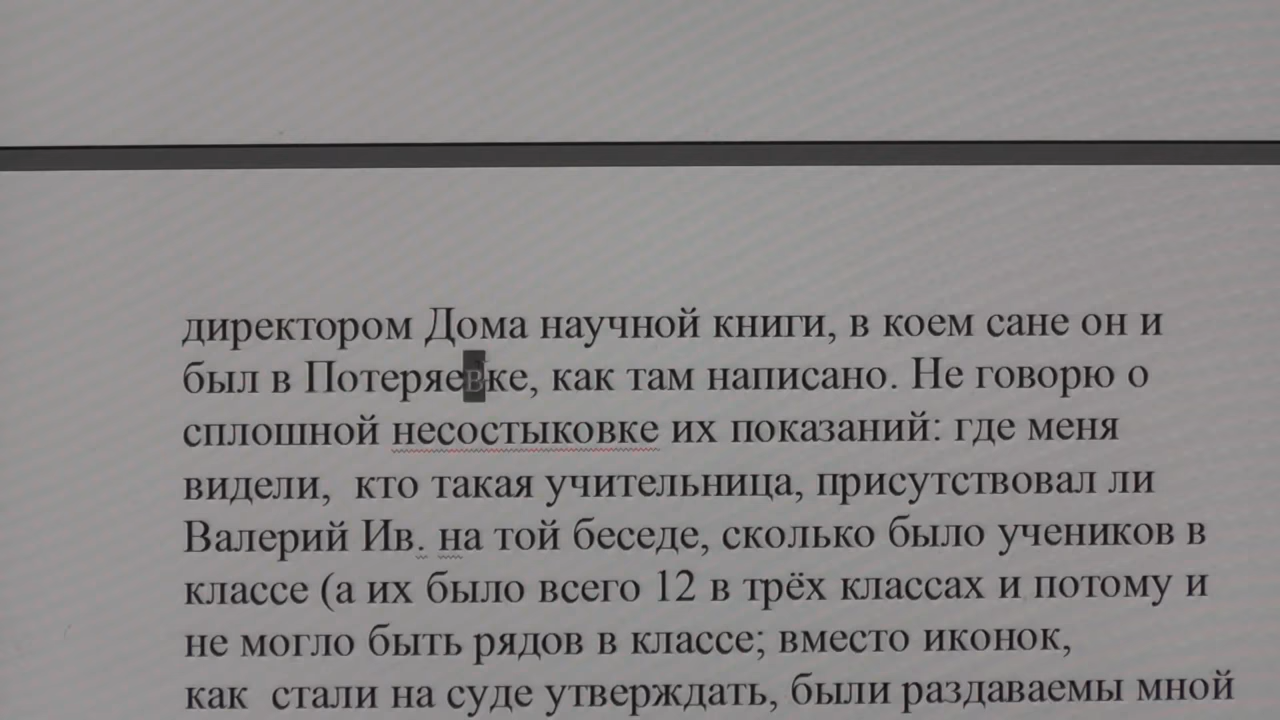 директором Дома научной книги, в коем сане он и
был в Потеряевке, как там написано. Не говорю о
сплошной несостыковке их показаний: где меня
видели,  кто такая учительница, присутствовал ли
Валерий Ив. на той беседе, сколько было учеников в
классе (а их было всего 12 в трёх классах и потому и
не могло быть рядов в классе; вместо иконок,
как  стали на суде утверждать, были раздаваемы мной